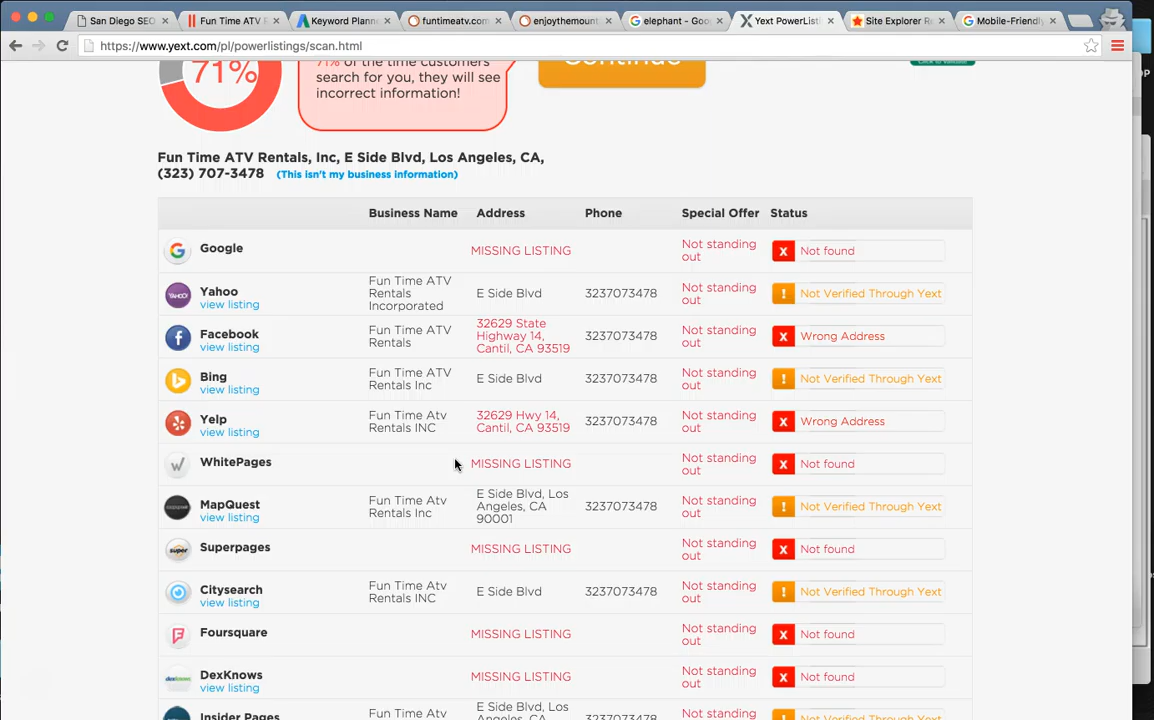 San Diego SEO
Fun Time ATV R
Keyword Plann
funtimeatv.com
enjoythemount
elephant - Goo
Yext PowerListi
Site Explorer R
Mobile-Friendly
https://www.yext.com/pl/powerlistings/scan.html
71%
71% of the time customers
search for you, they will see
incorrect information!
Continue
Fun Time ATV Rentals, Inc, E Side Blvd, Los Angeles, CA,
(323) 707-3478 (This isn't my business information)
Business Name Address Phone Special Offer Status
Google MISSING LISTING Not standing out X Not found
Yahoo
view listing
Fun Time ATV
Rentals
Incorporated
E Side Blvd 3237073478 Not standing out ! Not Verified Through Yext
Facebook
view listing
Fun Time ATV
Rentals
32629 State
Highway 14,
Cantil, CA 93519
3237073478 Not standing out X Wrong Address
Bing
view listing
Fun Time ATV
Rentals Inc
E Side Blvd 3237073478 Not standing out ! Not Verified Through Yext
Yelp
view listing
Fun Time Atv
Rentals INC
32629 Hwy 14,
Cantil, CA 93519
3237073478 Not standing out X Wrong Address
WhitePages MISSING LISTING Not standing out X Not found
MapQuest
view listing
Fun Time Atv
Rentals Inc
E Side Blvd, Los
Angeles, CA
90001
3237073478 Not standing out ! Not Verified Through Yext
Superpages MISSING LISTING Not standing out X Not found
Citysearch
view listing
Fun Time Atv
Rentals INC
E Side Blvd 3237073478 Not standing out ! Not Verified Through Yext
Foursquare MISSING LISTING Not standing out X Not found
DexKnows
view listing
MISSING LISTING Not standing out X Not found
Insider Pages
Fun Time Atv
E Side Blvd, Los
Angeles, CA
3237073478 Not standing ! Not Verified Through Yext